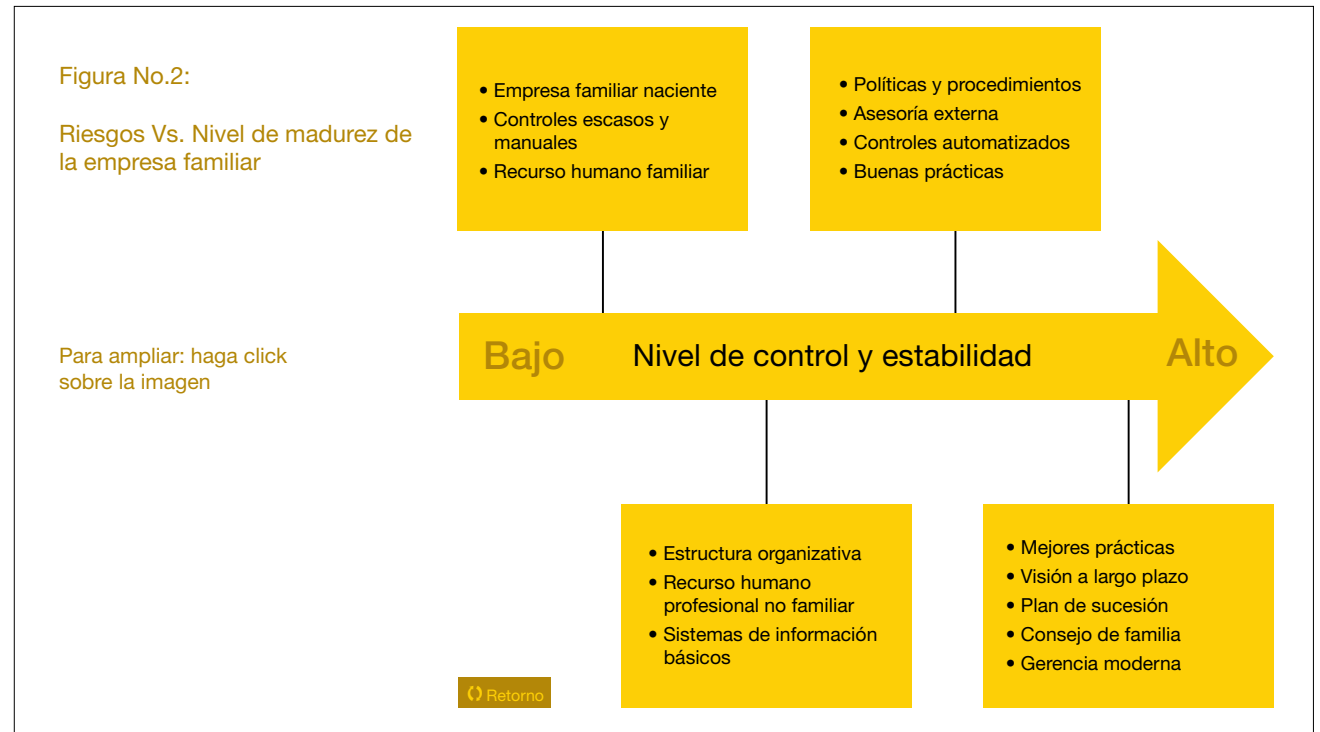 Figura No.2:
Riesgos Vs. Nivel de madurez de
la empresa familiar
Para ampliar: haga click
sobre la imagen
• Empresa familiar naciente
• Controles escasos y
manuales
• Recurso humano familiar
• Políticas y procedimientos
• Asesoría externa
• Controles automatizados
• Buenas prácticas
Bajo Nivel de control y estabilidad Alto
• Estructura organizativa
• Recurso humano
profesional no familiar
• Sistemas de información
básicos
• Mejores prácticas
• Visión a largo plazo
• Plan de sucesión
• Consejo de familia
• Gerencia moderna
Retorno